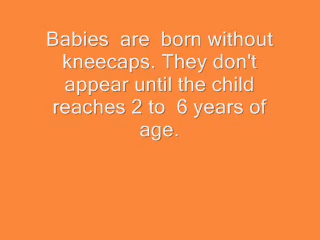 Babies are born without
kneecaps. They don't
appear until the child
reaches 2 to 6 years of
age.